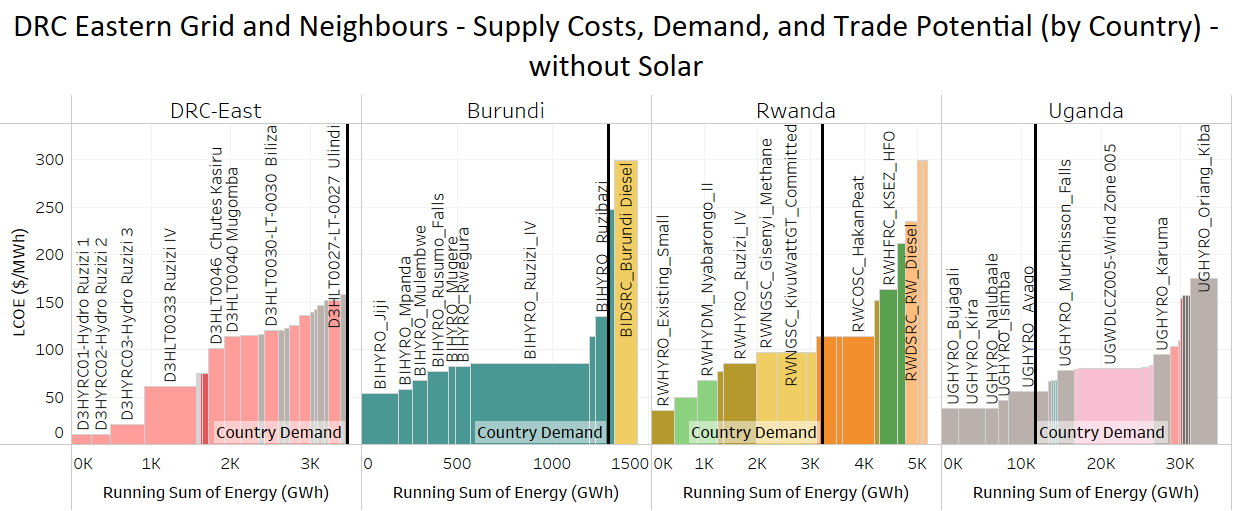 DRC Eastern Grid and Neighbours - Supply Costs, Demand, and Trade Potential (by Country) -
without Solar
DRC-East
Burundi
Rwanda
Uganda
LCOE ($/MWh)
300
250
200
150
100
50
0
D3HYRC01-Hydro Ruzizi 1
D3HYRC02-Hydro Ruzizi 2
D3HYRC03-Hydro Ruzizi 3
D3HLT0033 Ruzizi IV
D3HLT0046 Chutes Kasiru
D3HLT0040 Mugomba
D3HLT0030-LT-0030 Biliza
D3HLT0027-LT-0027 Ulindi
Country Demand
BIHYRO_Jiji
BIHYRO_Mpanda
BIHYRO_Mulembwe
BIHYRO_Rusumo_Falls
BIHYRO_Mugere
BIHYRO_Rwegura
BIHYRO_Ruzizi_IV
BIHYRO_Ruzibazi
BIDSRC_Burundi Diesel
Country Demand
RWHYRO_Existing_Small
RWHYDM_Nyabarongo_II
RWHYRO_Ruzizi_IV
RWNGSC_Gisenyi_Methane
RWNGSC_KivuWattGT_Committed
RWCOSC_HakanPeat
RWHFRC_KSEZ_HFO
RWDSRC_RW_Diesel
Country Demand
UGHYRO_Bujagali
UGHYRO_Kira
UGHYRO_Nalubaale
UGHYRO_Isimba
UGHYRO_Ayago
UGHYRO_Murchisson_Falls
UGWDLCZ005-Wind Zone 005
UGHYRO_Karuma
UGHYRO_Oriang_Kiba
Country Demand
0K 1K 2K 3K
0 500 1000 1500
0K 1K 2K 3K 4K 5K
0K 10K 20K 30K
Running Sum of Energy (GWh)
Running Sum of Energy (GWh)
Running Sum of Energy (GWh)
Running Sum of Energy (GWh)